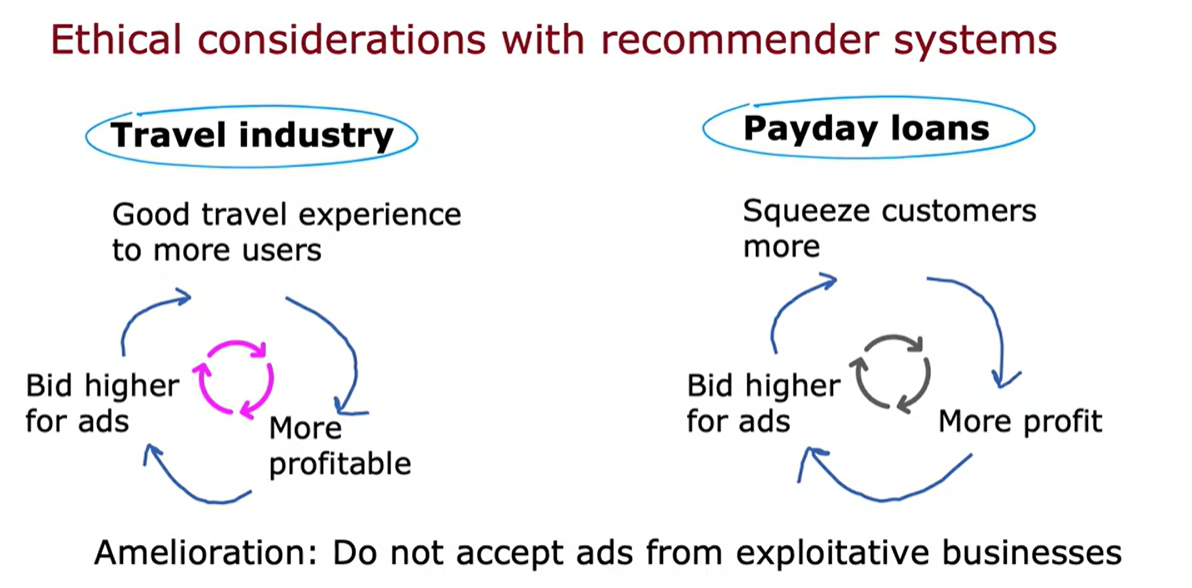 Ethical considerations with recommender systems
Travel industry
Good travel experience
to more users
Bid higher
for ads
More
profitable
Payday loans
Squeeze customers
more
Bid higher
for ads
More profit
Amelioration: Do not accept ads from exploitative businesses